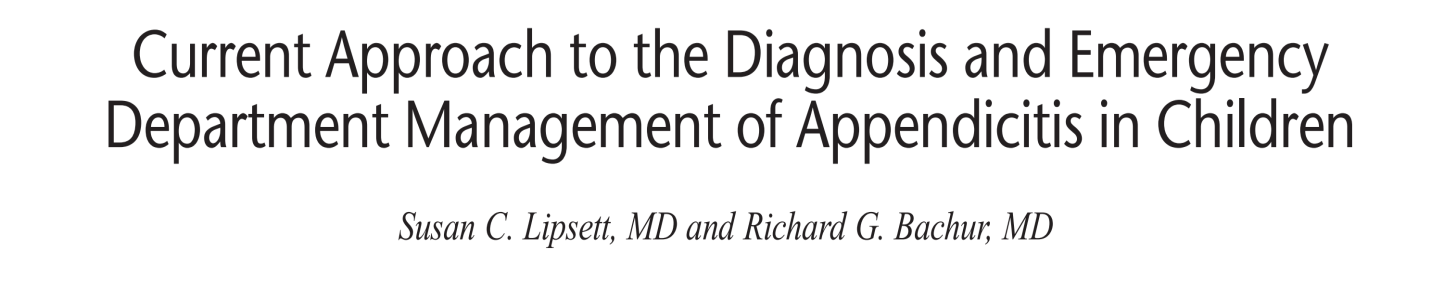 Current Approach to the Diagnosis and Emergency
Department Management of Appendicitis in Children
Susan C. Lipsett, MD and Richard G. Bachur, MD